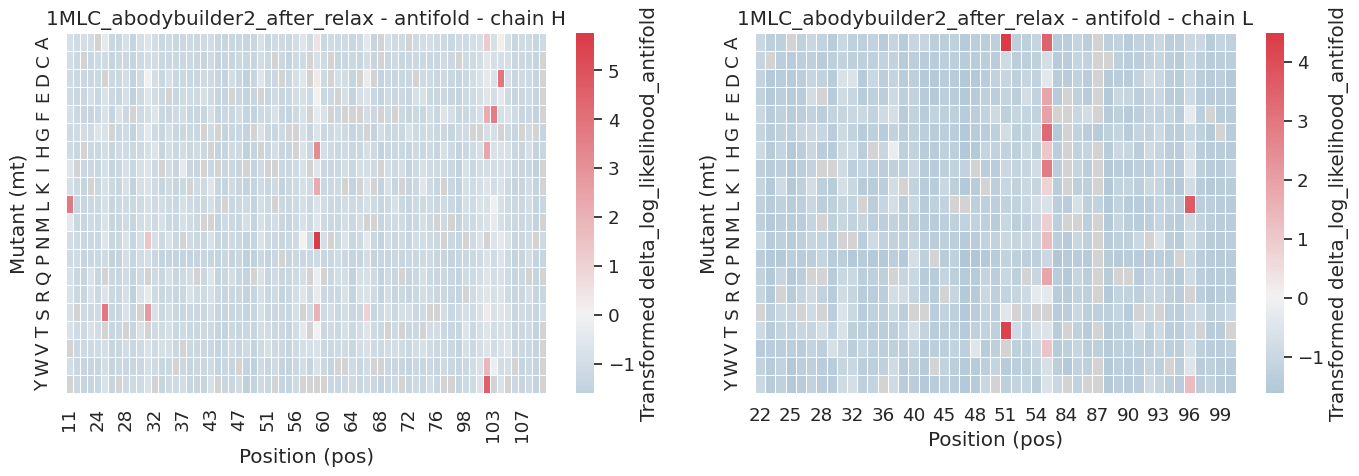 1MLC_abodybuilder2_after_relax - antifold - chain H
A
C
D
E
F
G
H
I
K
L
M
N
P
Q
R
S
T
V
W
Y
Mutant (mt)
11 24 28 32 37 43 47 51 56 60 64 72 76 98 103 107
Position (pos)
5
4
3
2
1
0
−1
Transformed delta_log_likelihood_antifold
1MLC_abodybuilder2_after_relax - antifold - chain L
A
C
D
E
F
G
H
I
K
L
M
N
P
Q
R
S
T
V
W
Y
Mutant (mt)
22 25 28 32 36 40 45 48 51 54 84 87 90 93 96 99
Position (pos)
4
3
2
1
0
−1
Transformed delta_log_likelihood_antifold